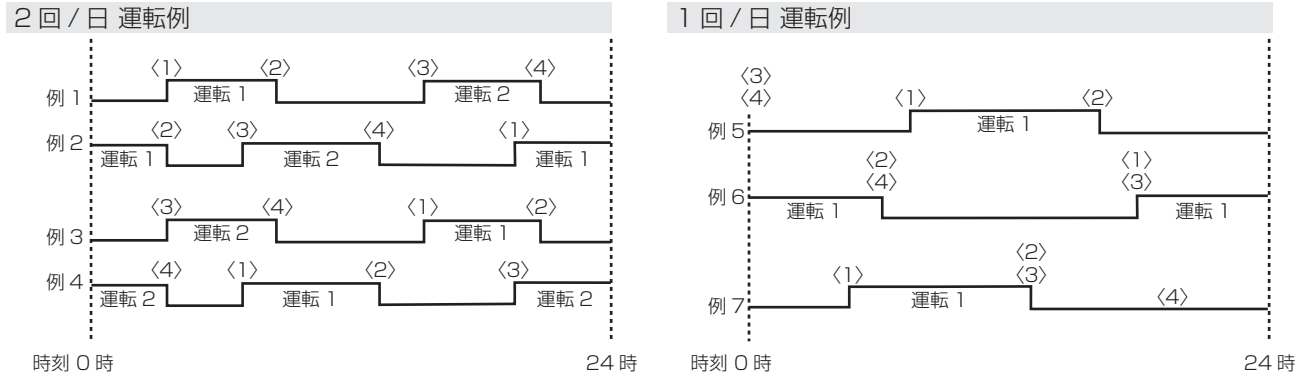 2回/日 運転例
〈1〉 〈2〉 〈3〉 〈4〉
例1 運転1 運転2
〈2〉 〈3〉 〈4〉 〈1〉
例2 運転1 運転2 運転1
〈3〉 〈4〉 〈1〉 〈2〉
例3 運転2 運転1
〈4〉 〈1〉 〈2〉 〈3〉
例4 運転2 運転1 運転2
時刻 0時 24時
1回/日 運転例
〈3〉
〈4〉 〈1〉 〈2〉
例5 運転1
〈2〉 〈1〉
〈4〉 〈3〉
例6 運転1 運転1
〈2〉
〈1〉 〈3〉
例7 運転1 〈4〉
時刻 0時 24時